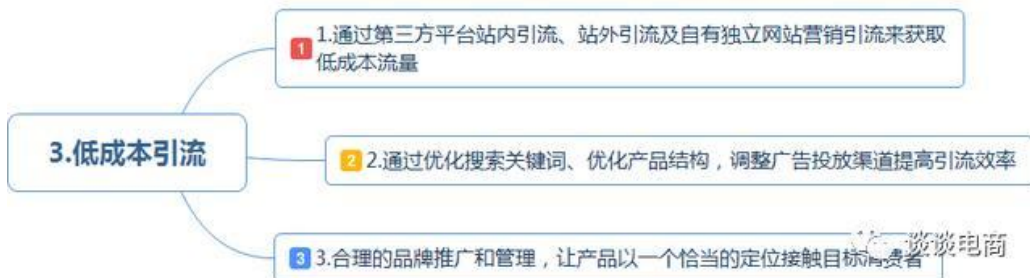 1.通过第三方平台站内引流、站外引流及自有独立网站营销引流来获取
低成本流量
3.低成本引流
2.通过优化搜索关键词、优化产品结构，调整广告投放渠道提高引流效率
3.合理的品牌推广和管理，让产品以一个恰当的定位接触目标消费者
谈谈电商
1
2
3